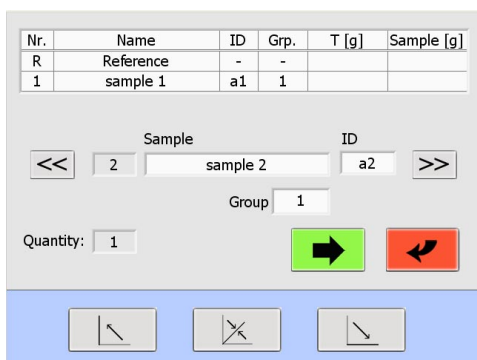 Nr. Name ID Grp. T [g] Sample [g]
R Reference - -
1 sample 1 a1 1
Sample ID
<< 2 sample 2 a2 >>
Group 1
Quantity: 1